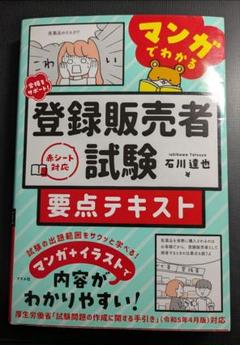 マンガ
でわかる
合格を
サポート!
登録販売者
Ishikawa Tatsuya
石川達也
著
赤シート
対応
試験
要点テキスト
試験の出題範囲をサクッと学べる!
マンガ+イラストで
内容が
わかりやすい!
厚生労働省「試験問題の作成に関する手引き」(令和5年4月版)対応